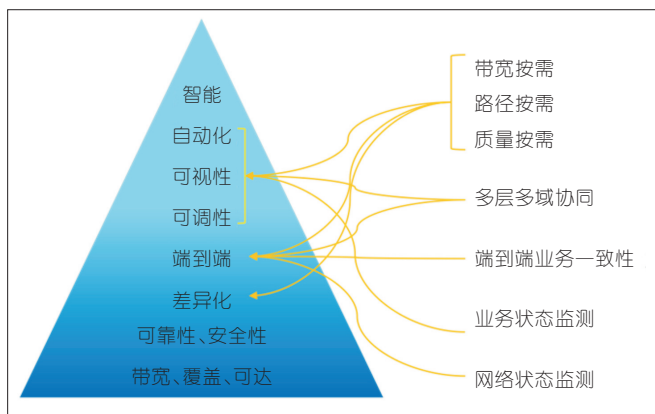 智能
自动化
可视性
可调性
端到端
差异化
可靠性、安全性
带宽、覆盖、可达
带宽按需
路径按需
质量按需
多层多域协同
端到端业务一致性
业务状态监测
网络状态监测